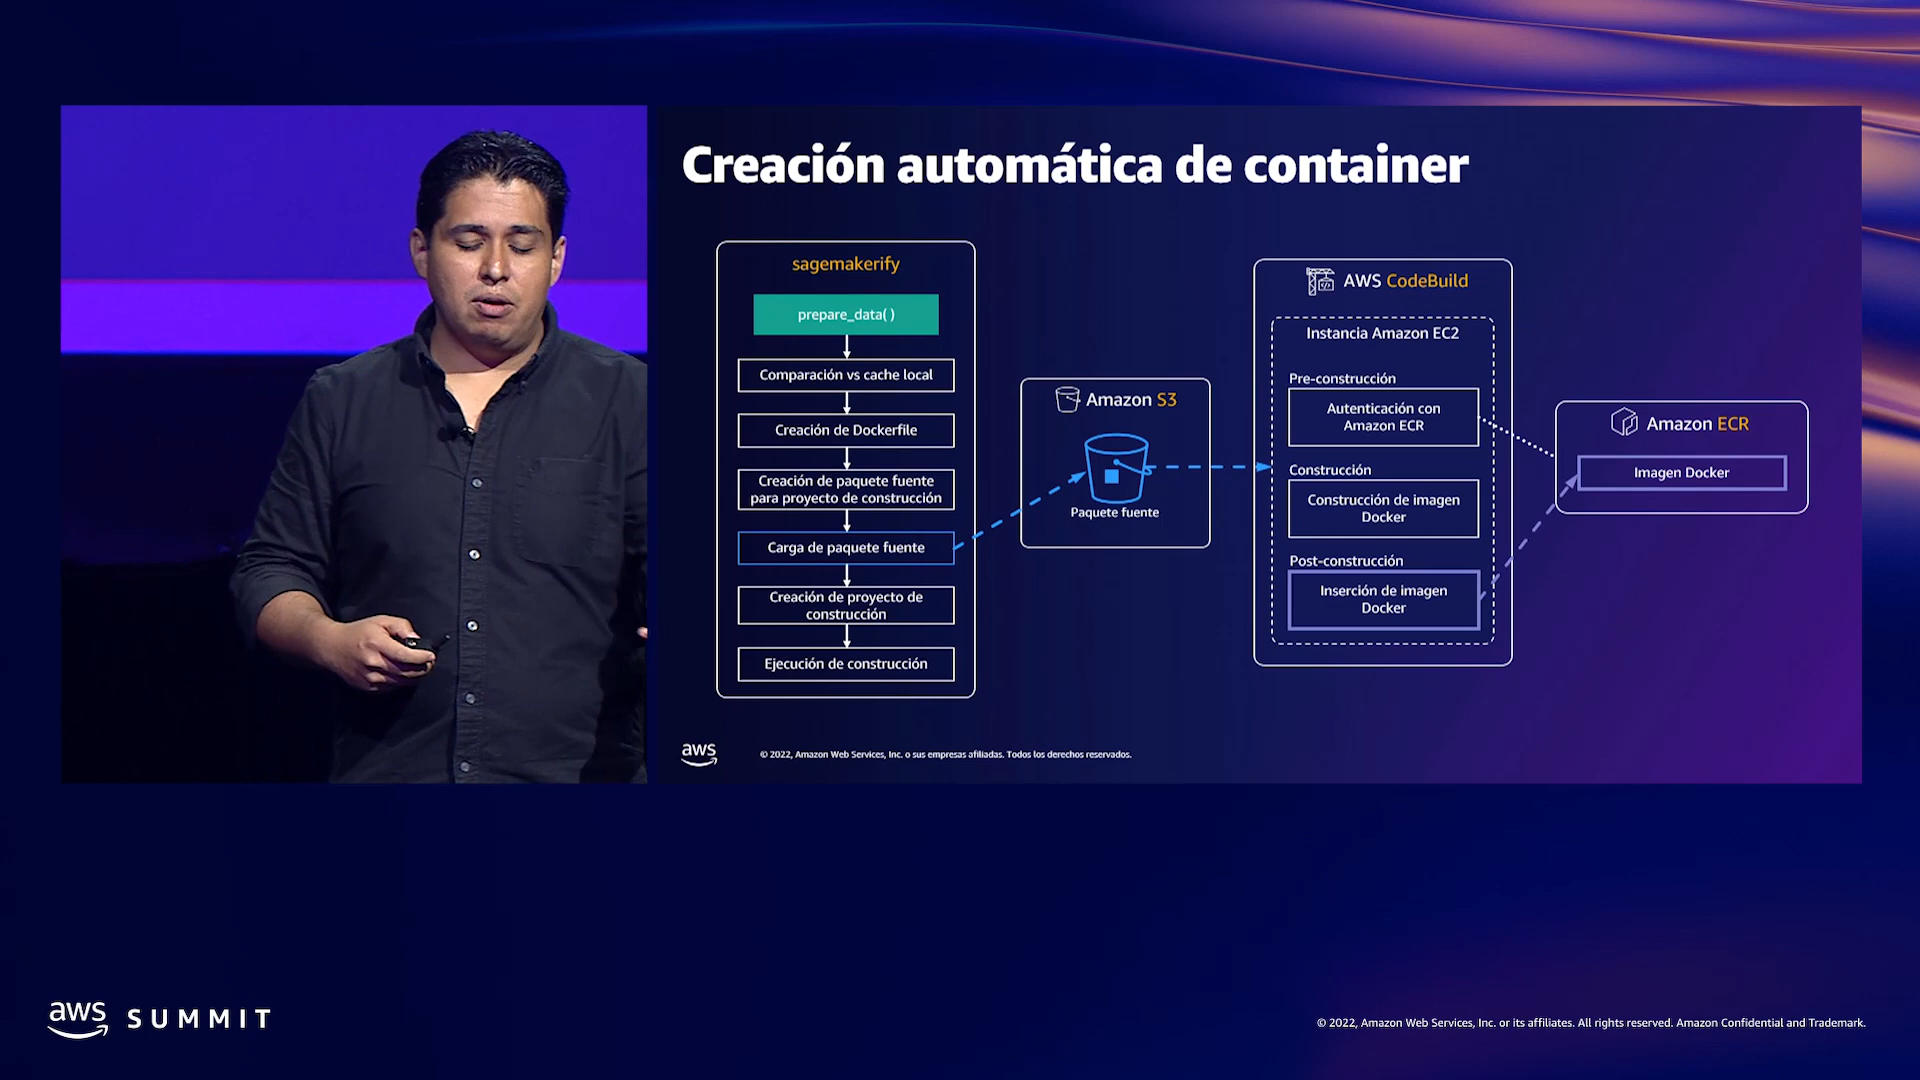 Creación automática de container
sagemakerify
prepare_data( )
Comparación vs cache local
Creación de Dockerfile
Creación de paquete fuente
para proyecto de construcción
Carga de paquete fuente
Creación de proyecto de
construcción
Ejecución de construcción
Amazon S3
Paquete fuente
AWS CodeBuild
Instancia Amazon EC2
Pre-construcción
Autenticación con
Amazon ECR
Construcción
Construcción de imagen
Docker
Post-construcción
Inserción de imagen
Docker
Amazon ECR
Imagen Docker
aws
© 2022, Amazon Web Services, Inc. o sus empresas afiliadas. Todos los derechos reservados.
aws SUMMIT
© 2022, Amazon Web Services, Inc. or its affiliates. All rights reserved. Amazon Confidential and Trademark.